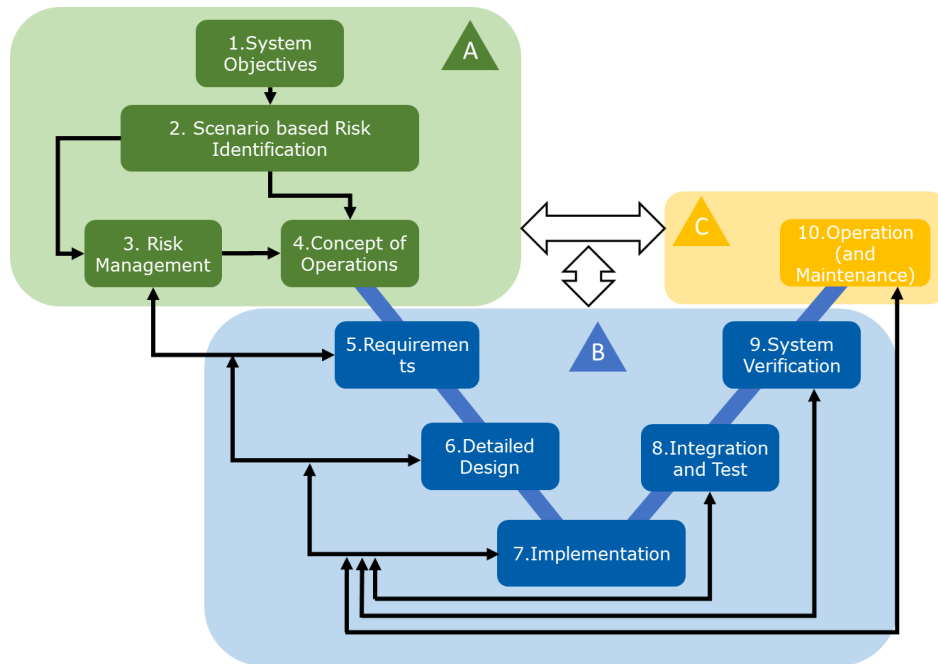 1.System
Objectives
A
2. Scenario based Risk
Identification
3. Risk
Management
4.Concept of
Operations
C
10.Operation
(and
Maintenance)
B
5.Requiremen
ts
9.System
Verification
6.Detailed
Design
8.Integration
and Test
7.Implementation